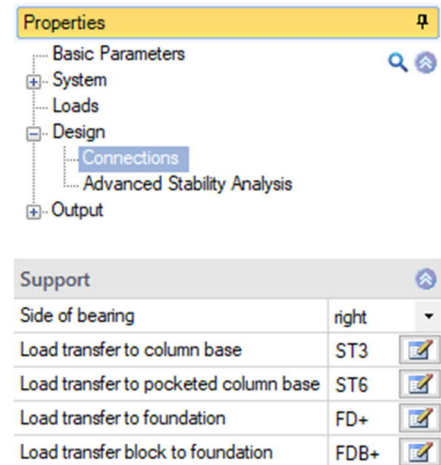 Properties
Basic Parameters
System
Loads
Design
Connections
Advanced Stability Analysis
Output
Support
Side of bearing right
Load transfer to column base ST3
Load transfer to pocketed column base ST6
Load transfer to foundation FD+
Load transfer block to foundation FDB+